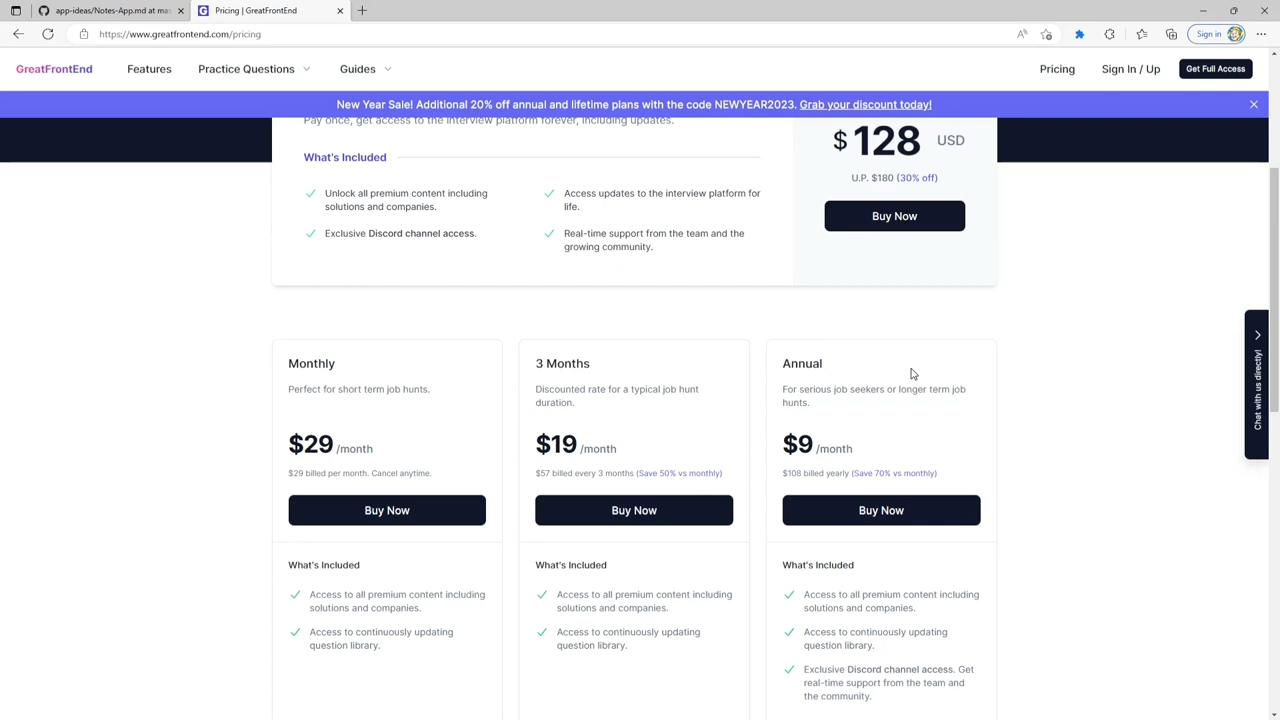 app-ideas/Notes-App.md at mas
Pricing | GreatFrontEnd
https://www.greatfrontend.com/pricing
Sign in
GreatFrontEnd
Features
Practice Questions
Guides
Pricing
Sign In / Up
Get Full Access
New Year Sale! Additional 20% off annual and lifetime plans with the code NEWYEAR2023. Grab your discount today!
Pay once, get access to the interview platform forever, including updates.
What's Included
Unlock all premium content including
solutions and companies.
Exclusive Discord channel access.
Access updates to the interview platform for
life.
Real-time support from the team and the
growing community.
$ 128 USD
U.P. $180 (30% off)
Buy Now
Monthly
Perfect for short term job hunts.
$29 /month
$29 billed per month. Cancel anytime.
Buy Now
What's Included
Access to all premium content including
solutions and companies.
Access to continuously updating
question library.
3 Months
Discounted rate for a typical job hunt
duration.
$19 /month
$57 billed every 3 months (Save 50% vs monthly)
Buy Now
What's Included
Access to all premium content including
solutions and companies.
Access to continuously updating
question library.
Annual
For serious job seekers or longer term job
hunts.
$9 /month
$108 billed yearly (Save 70% vs monthly)
Buy Now
What's Included
Access to all premium content including
solutions and companies.
Access to continuously updating
question library.
Exclusive Discord channel access. Get
real-time support from the team and
the community.
Chat with us directly!